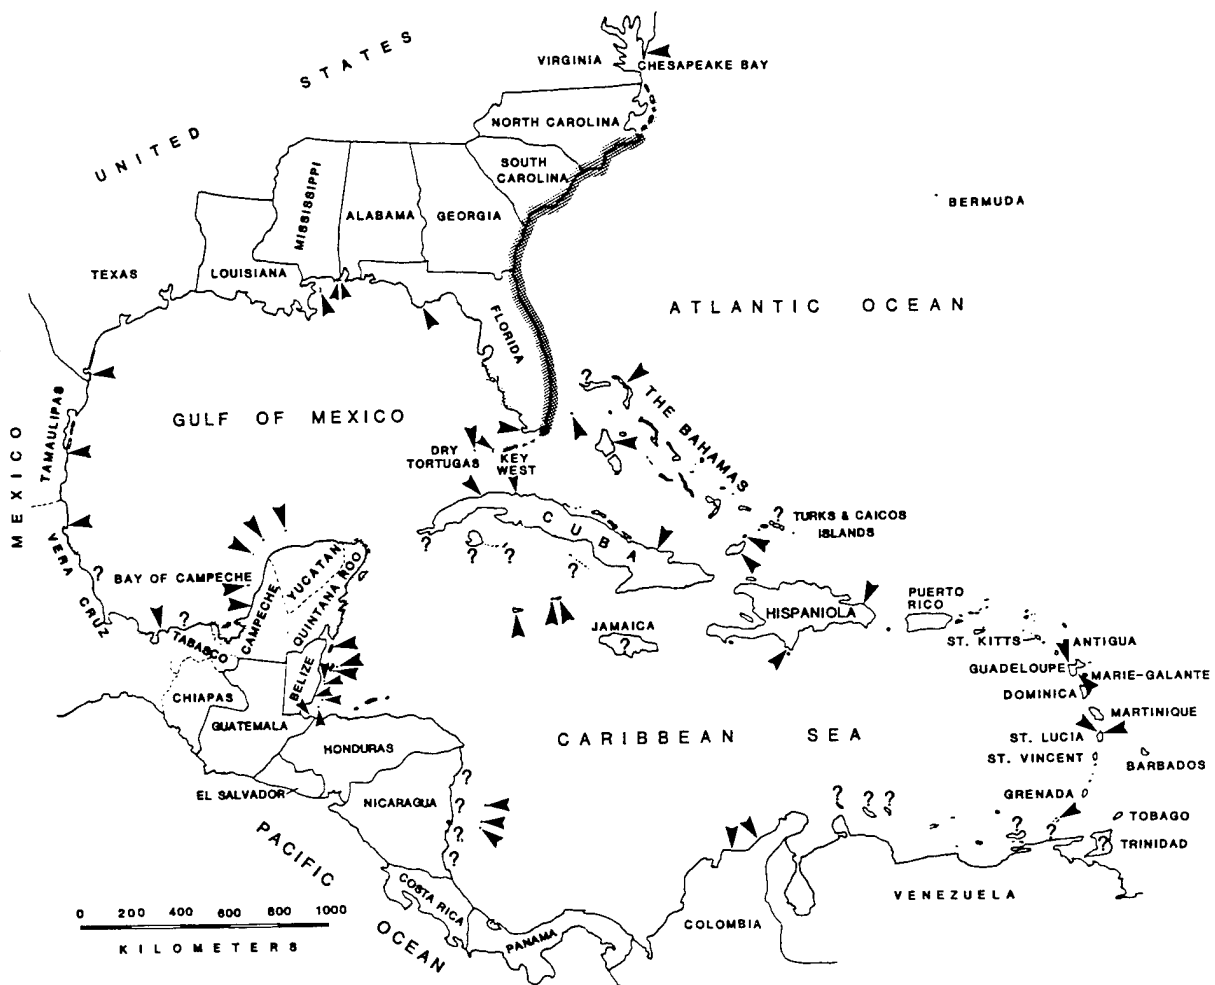 UNITED STATES
VIRGINIA
CHESAPEAKE BAY
NORTH CAROLINA
SOUTH
CAROLINA
MISSISSIPPI
ALABAMA
GEORGIA
BERMUDA
TEXAS
LOUISIANA
ATLANTIC OCEAN
FLORIDA
?
THE BAHAMAS
MEXICO
TAMAULIPAS
GULF OF MEXICO
DRY
TORTUGAS
KEY
WEST
CUBA
?
TURKS & CAICOS
ISLANDS
?
?
?
?
VERA CRUZ
?
BAY OF CAMPECHE
YUCATAN
QUINTANA ROO
CAMPECHE
?
TABASCO
HISPANIOLA
PUERTO
RICO
JAMAICA
?
ST. KITTS
ANTIGUA
GUADELOUPE
MARIE-GALANTE
DOMINICA
BELIZE
CHIAPAS
GUATEMALA
MARTINIQUE
HONDURAS
CARIBBEAN SEA
ST. LUCIA
ST. VINCENT
BARBADOS
EL SALVADOR
NICARAGUA
?
?
?
?
?
?
?
GRENADA
?
?
TOBAGO
?
TRINIDAD
PACIFIC OCEAN
COSTA RICA
PANAMA
COLOMBIA
VENEZUELA
0 200 400 600 800 1000
KILOMETERS